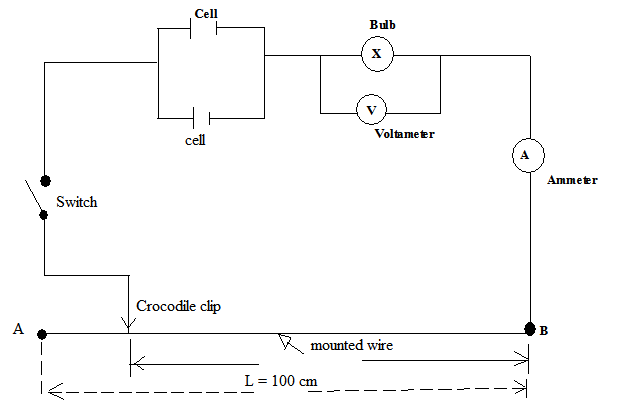 Cell
Bulb
X
V
Voltameter
cell
A
Ammeter
Switch
Crocodile clip
A
B
mounted wire
L = 100 cm